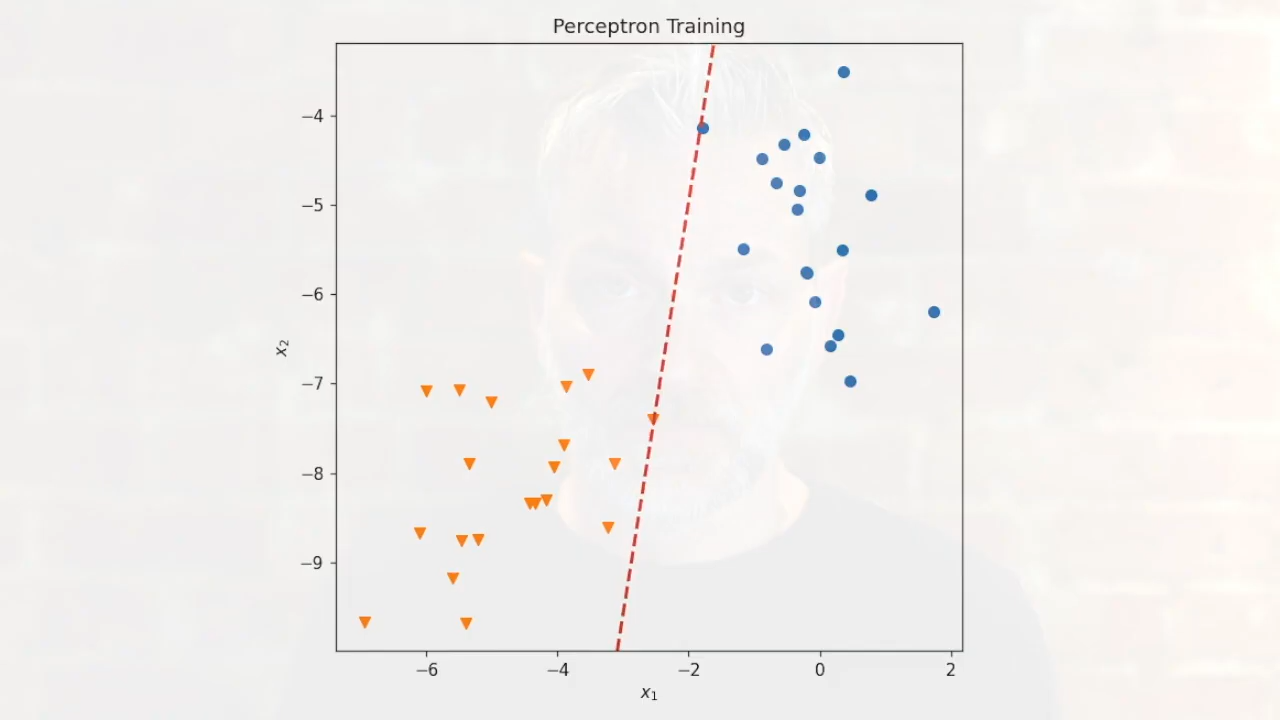 Perceptron Training
−4
−5
−6
−7
−8
−9
x₂
−6 −4 −2 0 2
x₁